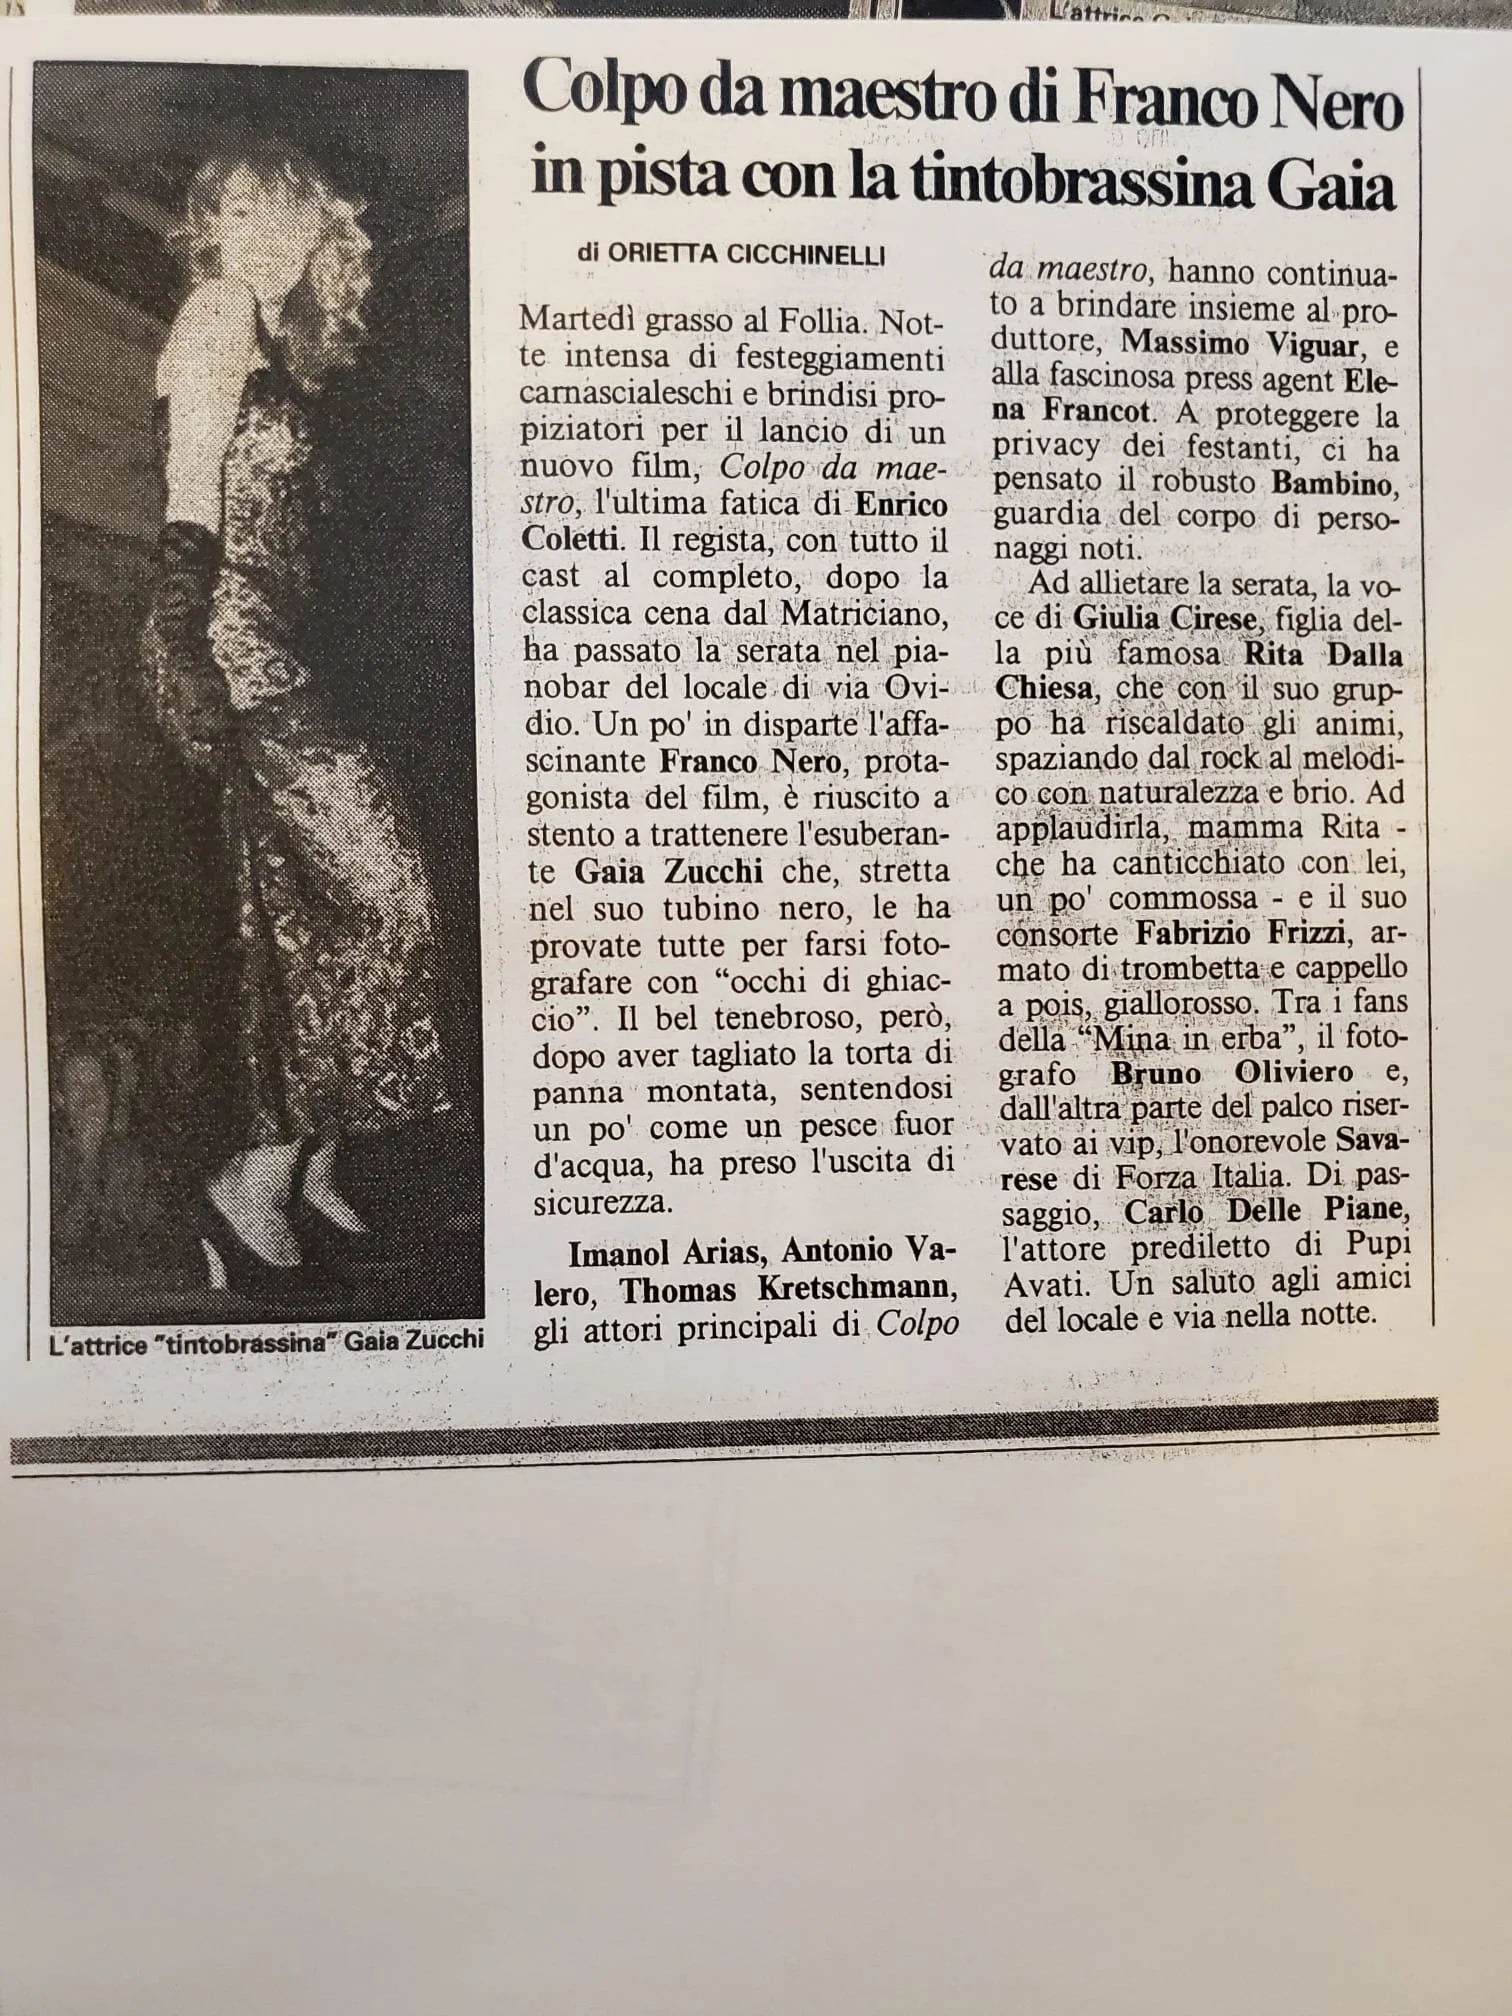 L'attrice
Colpo da maestro di Franco Nero
in pista con la tintobrassina Gaia
di ORIETTA CICCHINELLI
Martedì grasso al Follia. Not-
te intensa di festeggiamenti
carnascialeschi e brindisi pro-
piziatori per il lancio di un
nuovo film, Colpo da mae-
stro, l'ultima fatica di Enrico
Coletti. Il regista, con tutto il
cast al completo, dopo la
classica cena dal Matriciano,
ha passato la serata nel pia-
nobar del locale di via Ovi-
dio. Un po' in disparte l'affa-
scinante Franco Nero, prota-
gonista del film, è riuscito a
stento a trattenere l'esuberan-
te Gaia Zucchi che, stretta
nel suo tubino nero, le ha
provate tutte per farsi foto-
grafare con “occhi di ghiac-
cio”. Il bel tenebroso, però,
dopo aver tagliato la torta di
panna montata, sentendosi
un po' come un pesce fuor
d'acqua, ha preso l'uscita di
sicurezza.
Imanol Arias, Antonio Va-
lero, Thomas Kretschmann,
gli attori principali di Colpo
da maestro, hanno continua-
to a brindare insieme al pro-
duttore, Massimo Viguar, e
alla fascinosa press agent Ele-
na Francot. A proteggere la
privacy dei festanti, ci ha
pensato il robusto Bambino,
guardia del corpo di perso-
naggi noti.
Ad allietare la serata, la vo-
ce di Giulia Cirese, figlia del-
la più famosa Rita Dalla
Chiesa, che con il suo grup-
po ha riscaldato gli animi,
spaziando dal rock al melodi-
co con naturalezza e brio. Ad
applaudirla, mamma Rita -
che ha canticchiato con lei,
un po' commossa - e il suo
consorte Fabrizio Frizzi, ar-
mato di trombetta e cappello
a pois, giallorosso. Tra i fans
della “Mina in erba”, il foto-
grafo Bruno Oliviero e,
dall'altra parte del palco riser-
vato ai vip, l'onorevole Sava-
rese di Forza Italia. Di pas-
saggio, Carlo Delle Piane,
l'attore prediletto di Pupi
Avati. Un saluto agli amici
del locale e via nella notte.
L'attrice "tintobrassina" Gaia Zucchi